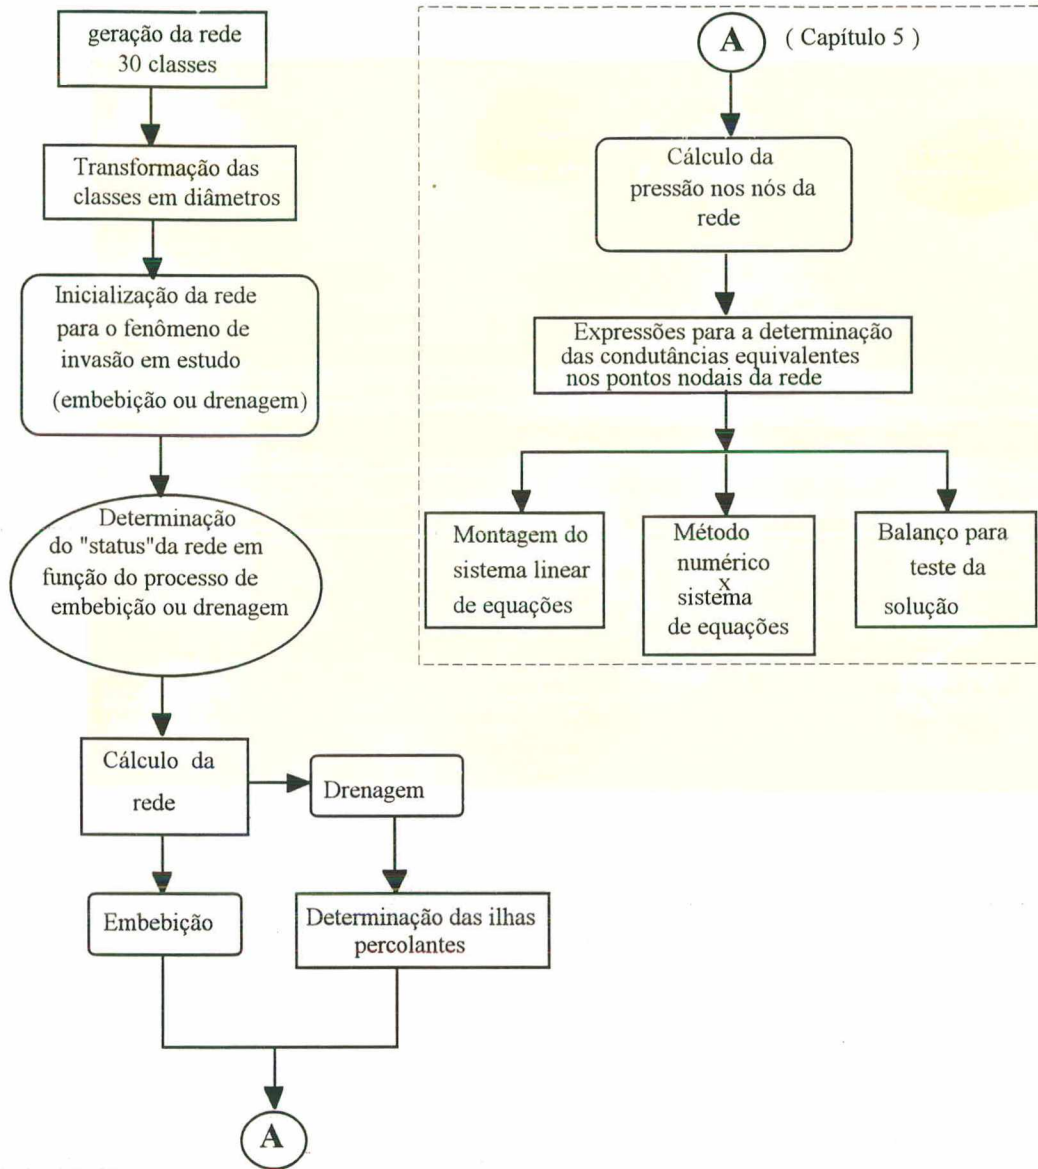 geração da rede
30 classes
Transformação das
classes em diâmetros
Inicialização da rede
para o fenômeno de
invasão em estudo
(embebição ou drenagem)
Determinação
do "status"da rede em
função do processo de
embebição ou drenagem
Cálculo da
rede
Drenagem
Embebição
Determinação das ilhas
percolantes
A
A
( Capítulo 5 )
Cálculo da
pressão nos nós da
rede
Expressões para a determinação
das condutâncias equivalentes
nos pontos nodais da rede
Montagem do
sistema linear
de equações
Método
numérico
x
sistema
de equações
Balanço para
teste da
solução